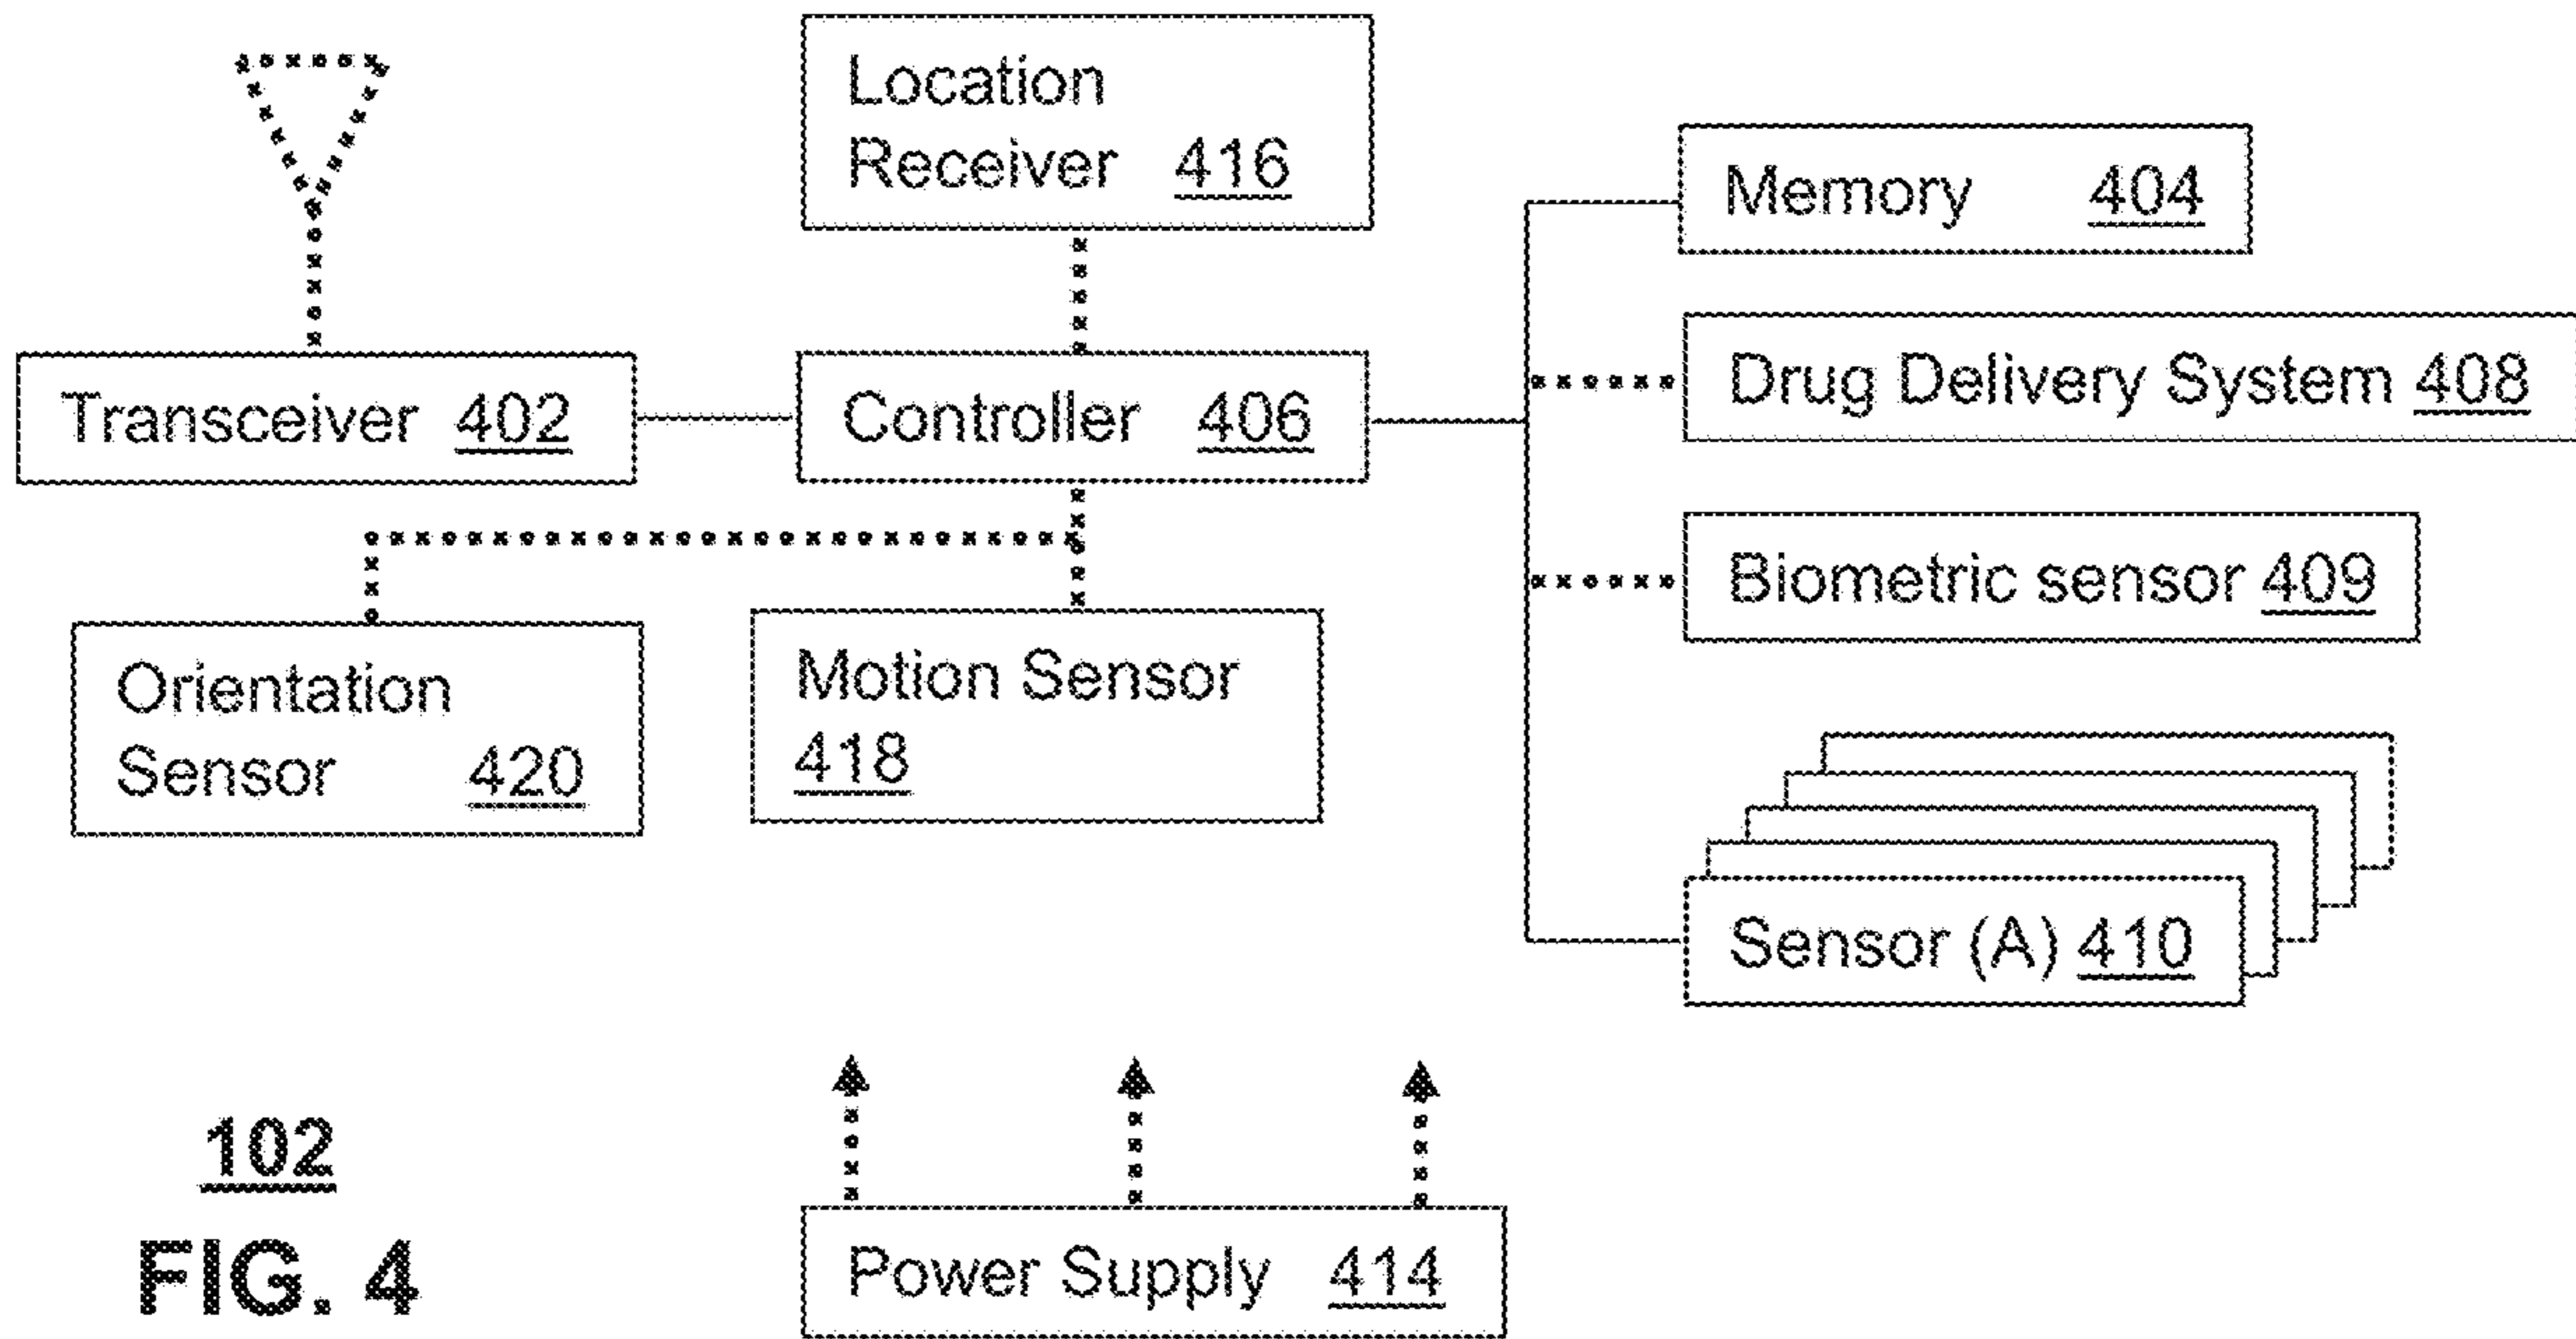 Location
Receiver 416
Memory 404
Transceiver 402
Controller 406
Drug Delivery System 408
Biometric sensor 409
Orientation
Sensor 420
Motion Sensor
418
Sensor (A) 410
Power Supply 414
102
FIG. 4